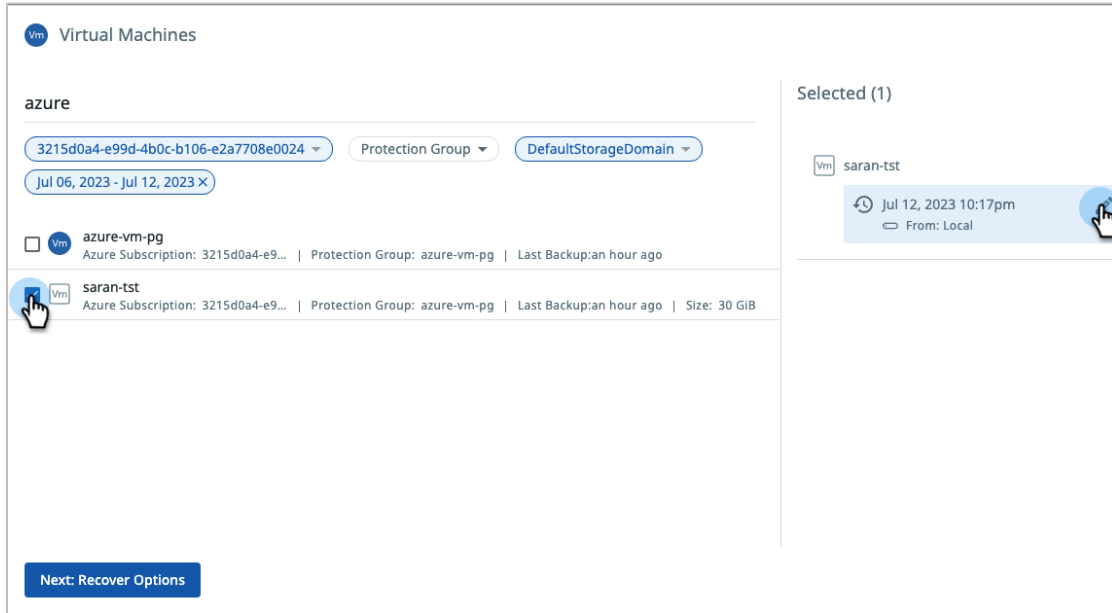 Vm Virtual Machines
azure
3215d0a4-e99d-4b0c-b106-e2a7708e0024 Protection Group DefaultStorageDomain
Jul 06, 2023 - Jul 12, 2023 ×
Vm azure-vm-pg
Azure Subscription: 3215d0a4-e9... | Protection Group: azure-vm-pg | Last Backup:an hour ago
Vm saran-tst
Azure Subscription: 3215d0a4-e9... | Protection Group: azure-vm-pg | Last Backup:an hour ago | Size: 30 GiB
Next: Recover Options
Selected (1)
Vm saran-tst
Jul 12, 2023 10:17pm
From: Local